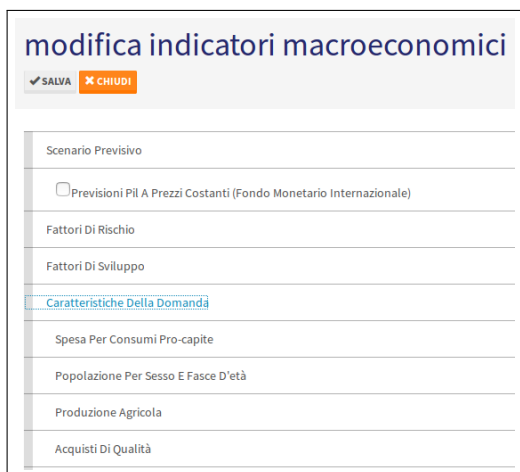 modifica indicatori macroeconomici
SALVA CHIUDI
Scenario Previsivo
Previsioni Pil A Prezzi Costanti (Fondo Monetario Internazionale)
Fattori Di Rischio
Fattori Di Sviluppo
Caratteristiche Della Domanda
Spesa Per Consumi Pro-capite
Popolazione Per Sesso E Fasce D'età
Produzione Agricola
Acquisti Di Qualità